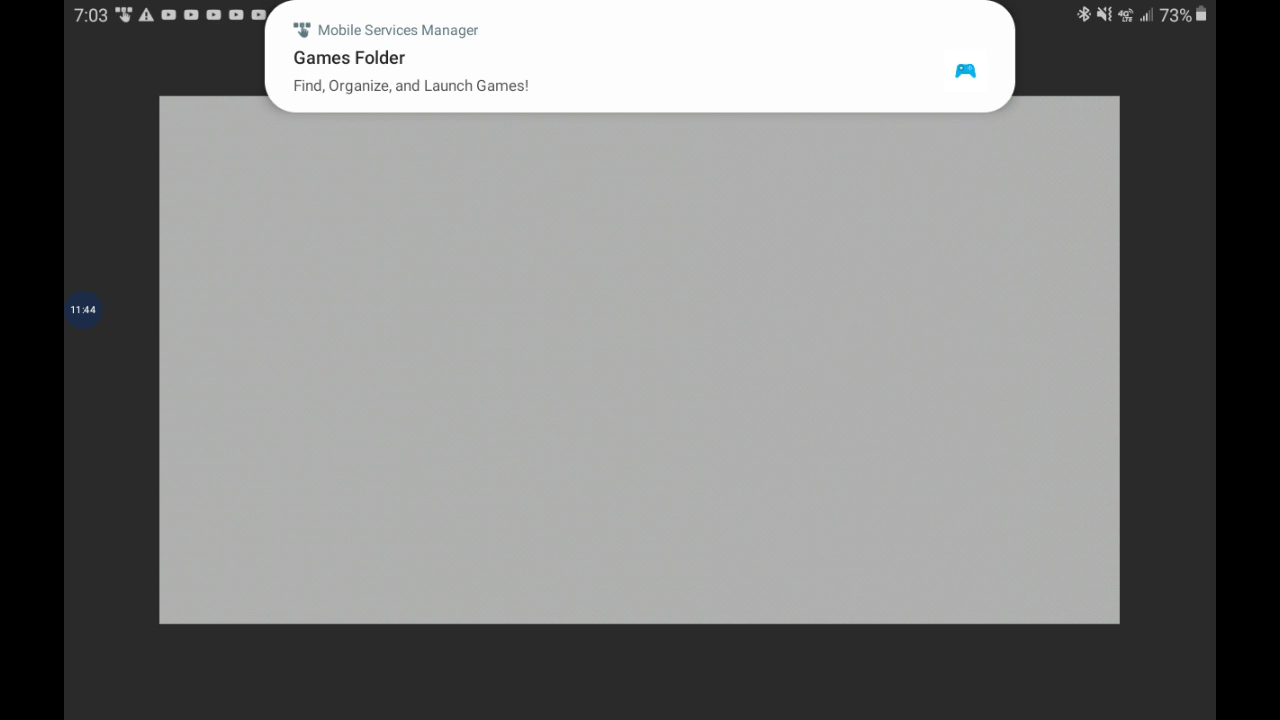 7:03
73%
Mobile Services Manager
Games Folder
Find, Organize, and Launch Games!
11:44